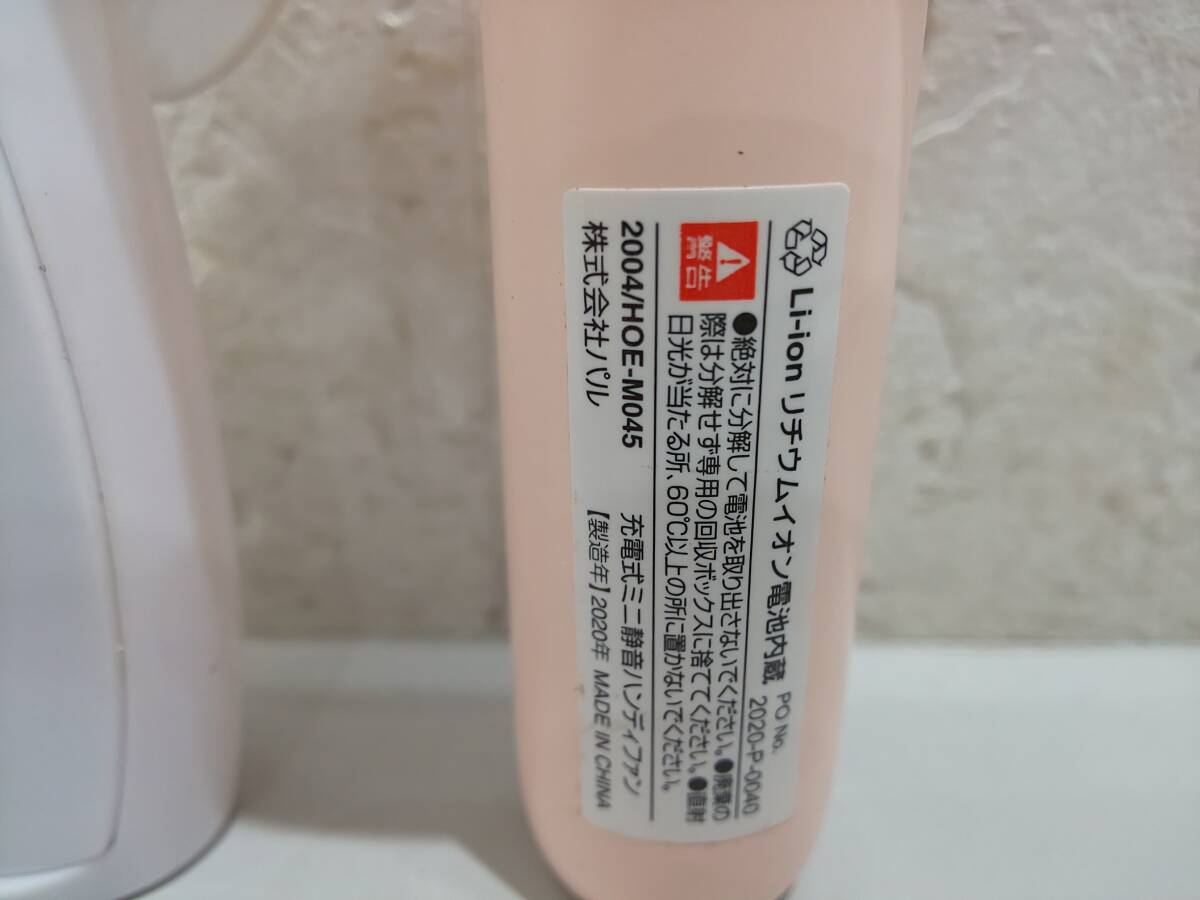 Li-ion リチウムイオン電池内蔵 PO No.
2020-P-0040
警告
●絶対に分解して電池を取り出さないでください。●廃棄の
際は分解せず専用の回収ボックスに捨ててください。●直射
日光が当たる所、60℃以上の所に置かないでください。
2004/HOE-M045 充電式ミニ静音ハンディファン
株式会社パル 【製造年】2020年 MADE IN CHINA